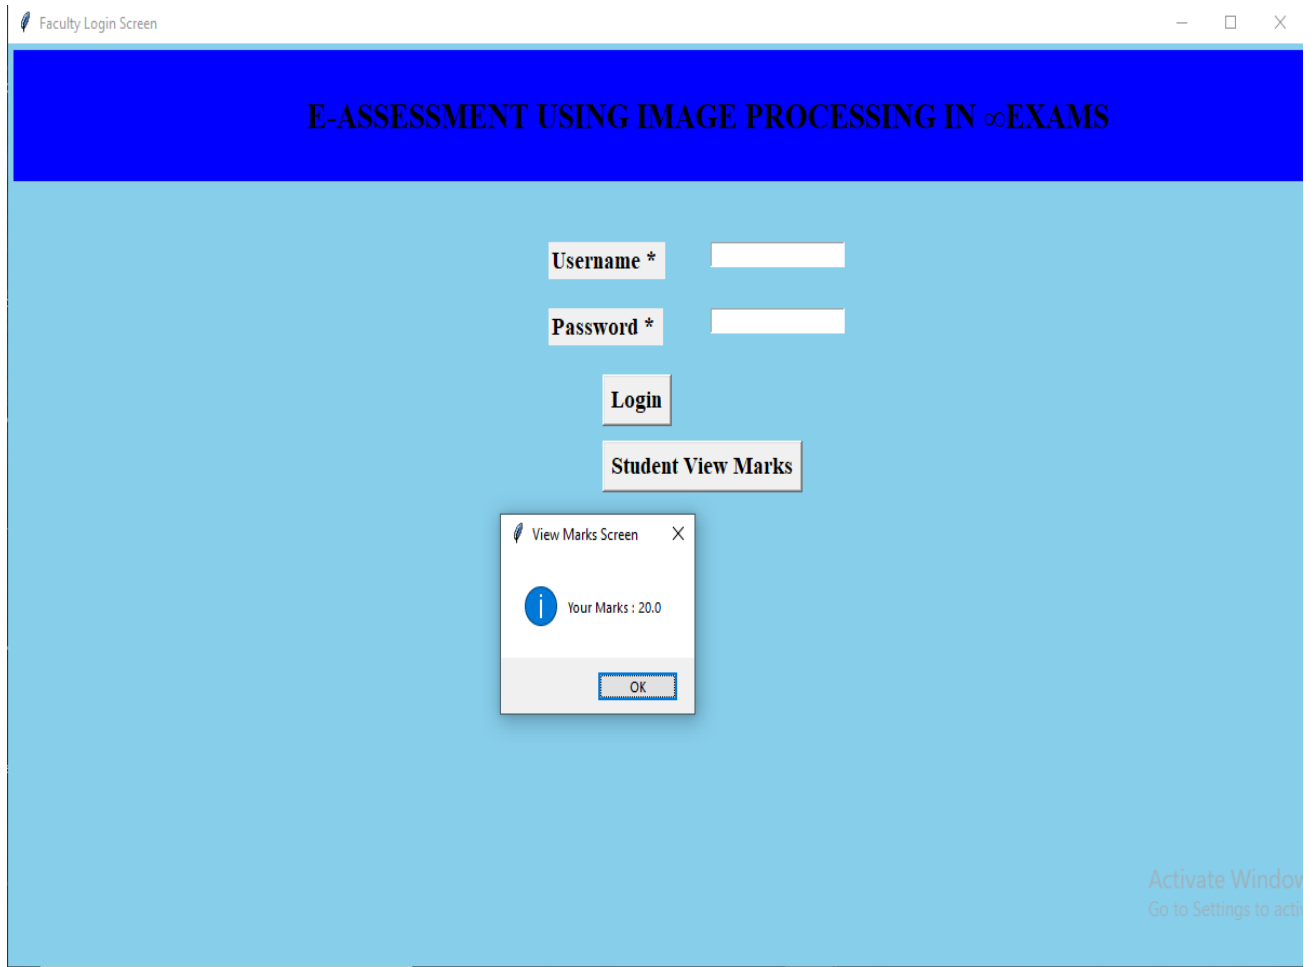 Faculty Login Screen
E-ASSESSMENT USING IMAGE PROCESSING IN ∞EXAMS
Username *
Password *
Login
Student View Marks
View Marks Screen
Your Marks : 20.0
OK
Activate Window
Go to Settings to acti